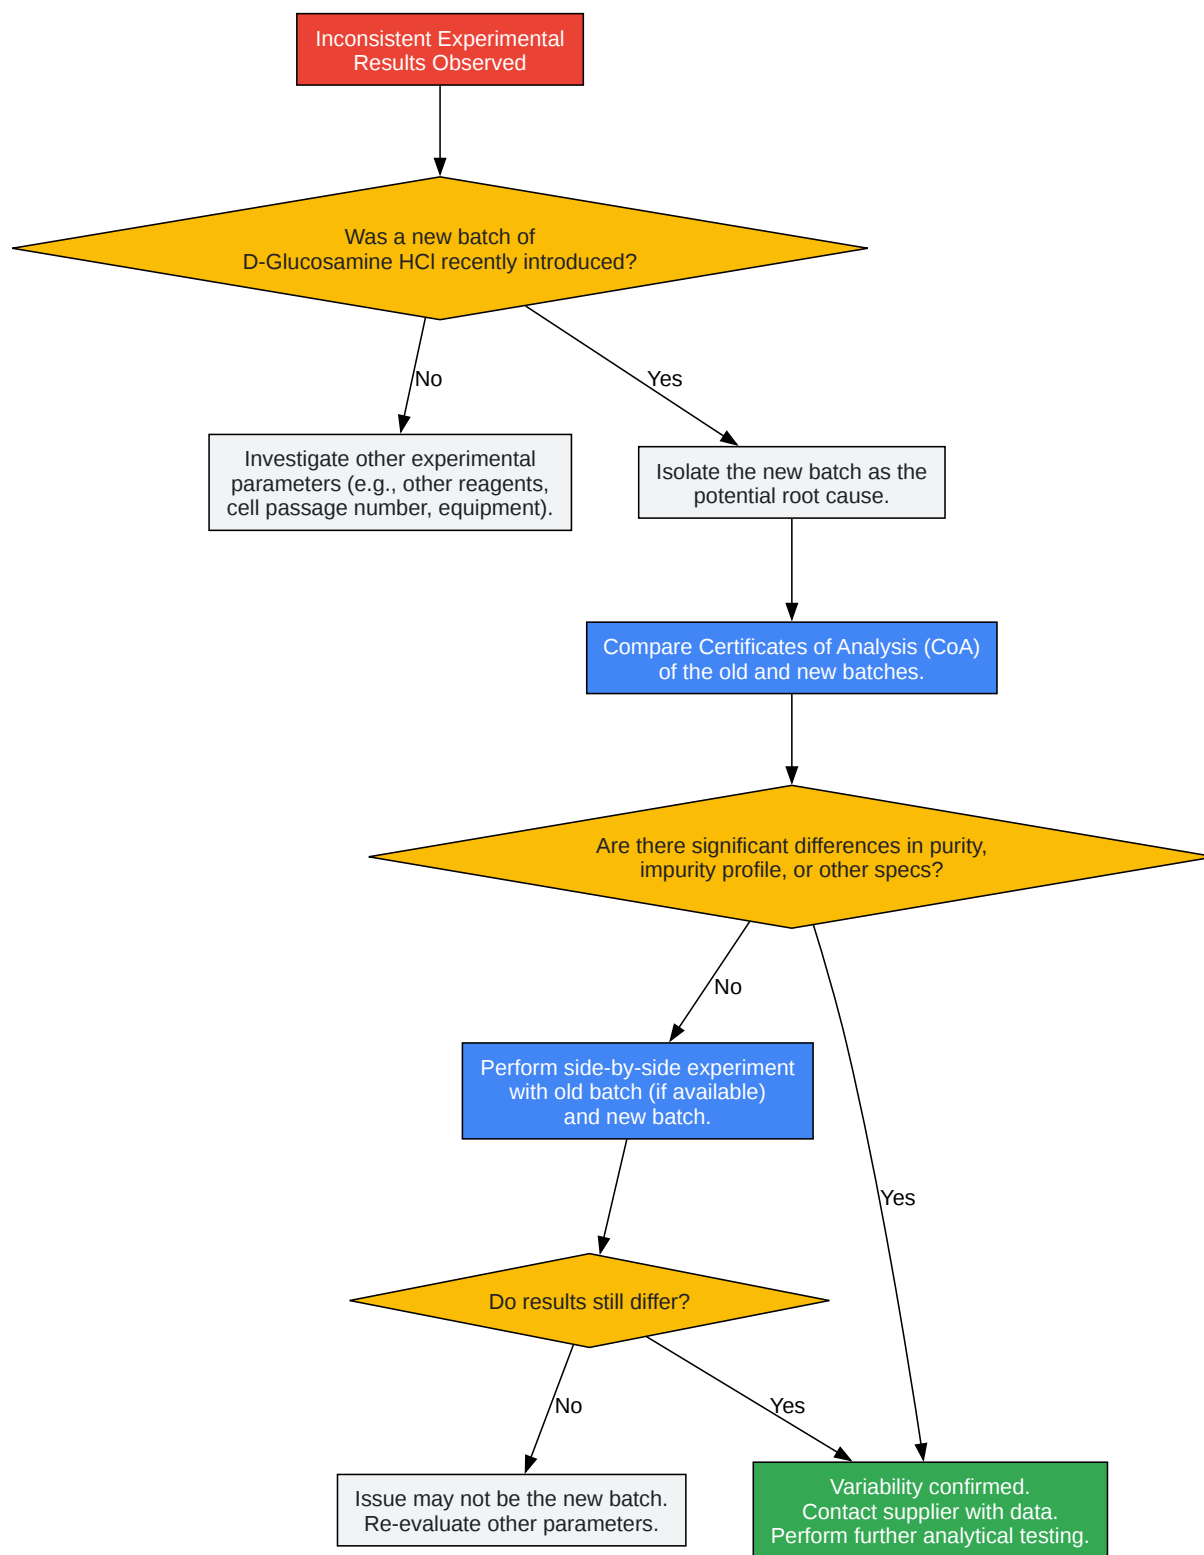 Inconsistent Experimental
Results Observed
Was a new batch of
D-Glucosamine HCl recently introduced?
No
Yes
Investigate other experimental
parameters (e.g., other reagents,
cell passage number, equipment).
Isolate the new batch as the
potential root cause.
Compare Certificates of Analysis (CoA)
of the old and new batches.
Are there significant differences in purity,
impurity profile, or other specs?
No
Perform side-by-side experiment
with old batch (if available)
and new batch.
Yes
Do results still differ?
No
Yes
Issue may not be the new batch.
Re-evaluate other parameters.
Variability confirmed.
Contact supplier with data.
Perform further analytical testing.